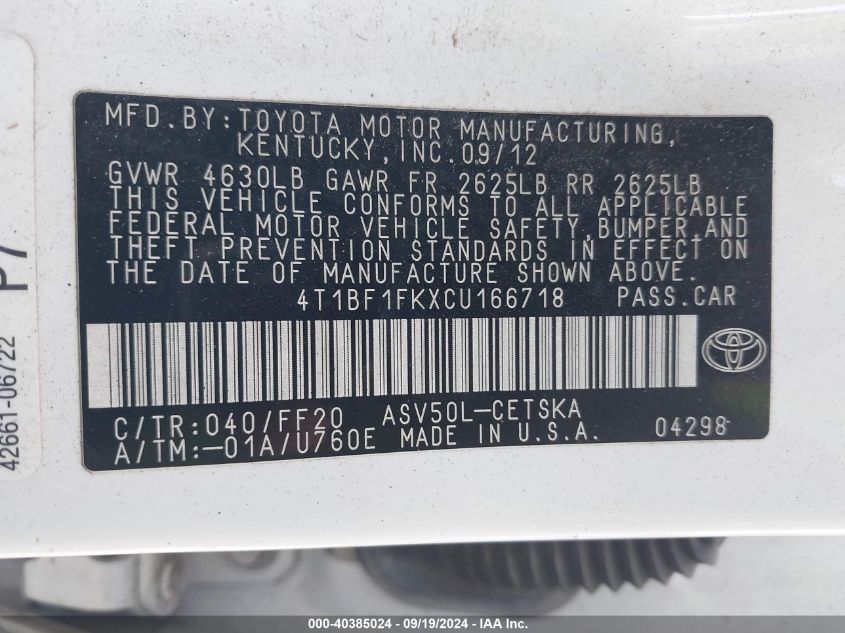 MFD.BY:TOYOTA MOTOR MANUFACTURING,
KENTUCKY, INC.09/12
GVWR 4630LB GAWR FR 2625LB RR 2625LB
THIS VEHICLE CONFORMS TO ALL APPLICABLE
FEDERAL MOTOR VEHICLE SAFETY,BUMPER,AND
THEFT PREVENTION STANDARDS IN EFFECT ON
THE DATE OF MANUFACTURE SHOWN ABOVE.
4T1BF1FKXCU166718 PASS.CAR
C/TR:040/FF20 ASV50L-CETSKA
A/TM:-01A/U760E MADE IN U.S.A. 04298
42661-06722
P7
000-40385024 - 09/19/2024 - IAA Inc.